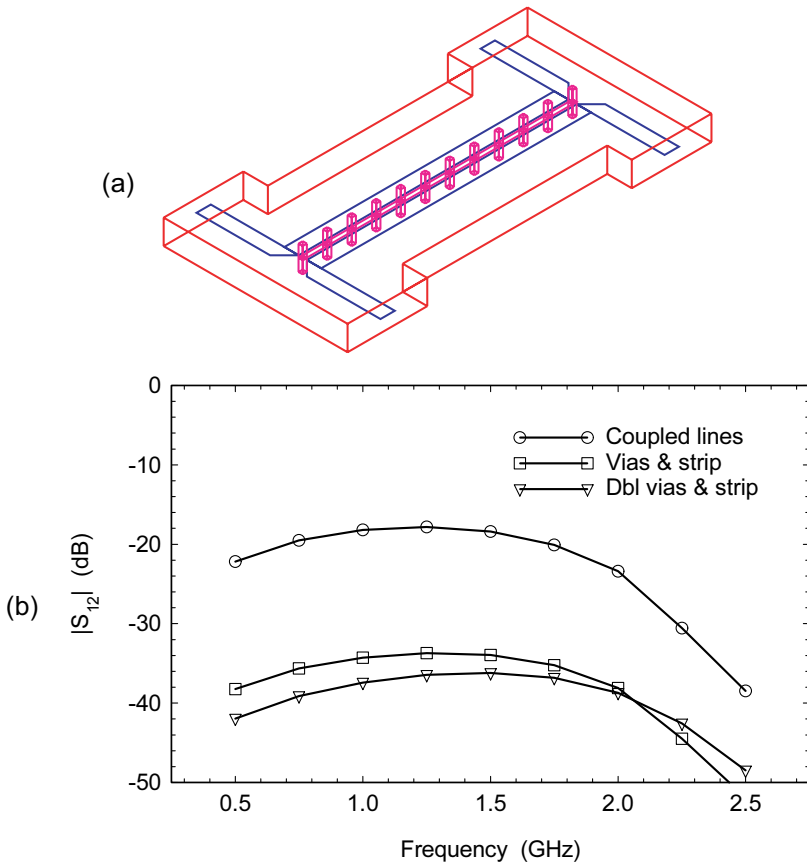 (a)
(b)
|S12| (dB)
0
-10
-20
-30
-40
-50
Coupled lines
Vias & strip
Dbl vias & strip
0.5 1.0 1.5 2.0 2.5
Frequency (GHz)